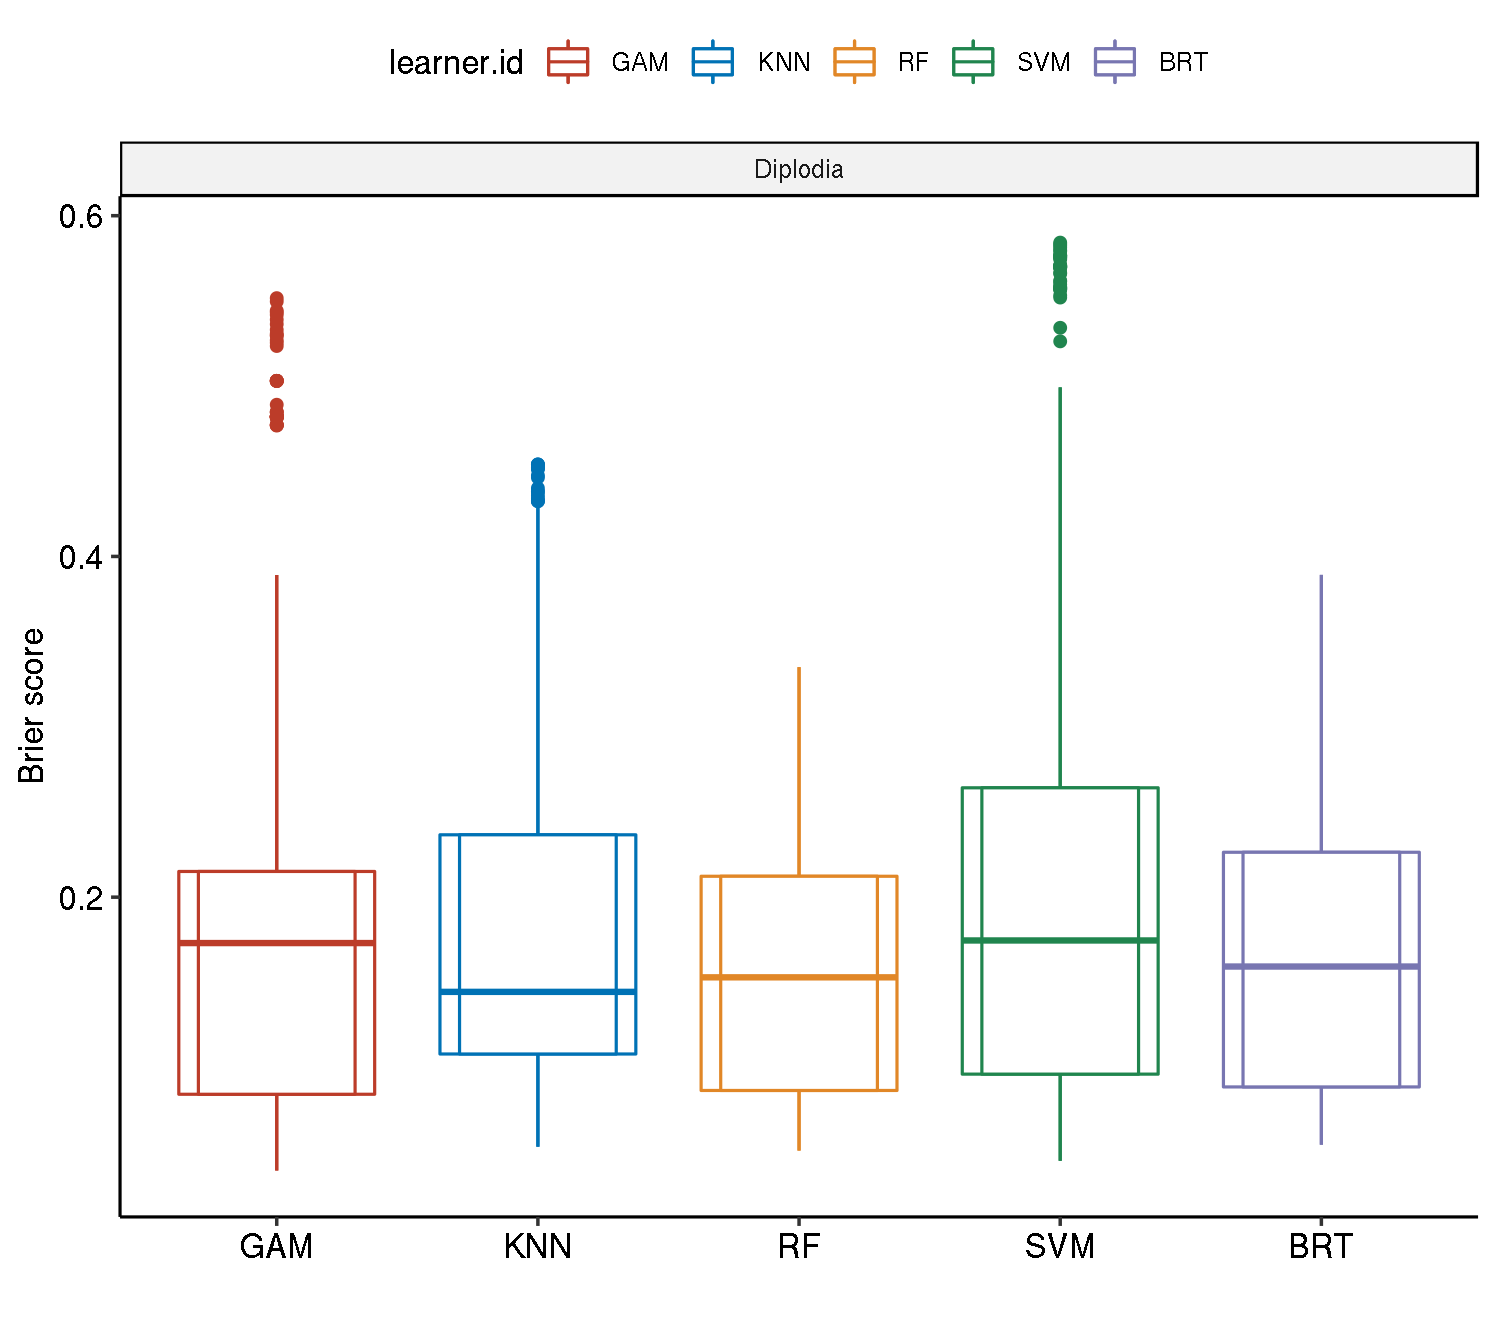 learner.id GAM KNN RF SVM BRT
Diplodia
0.6
0.4
0.2
Brier score
GAM KNN RF SVM BRT